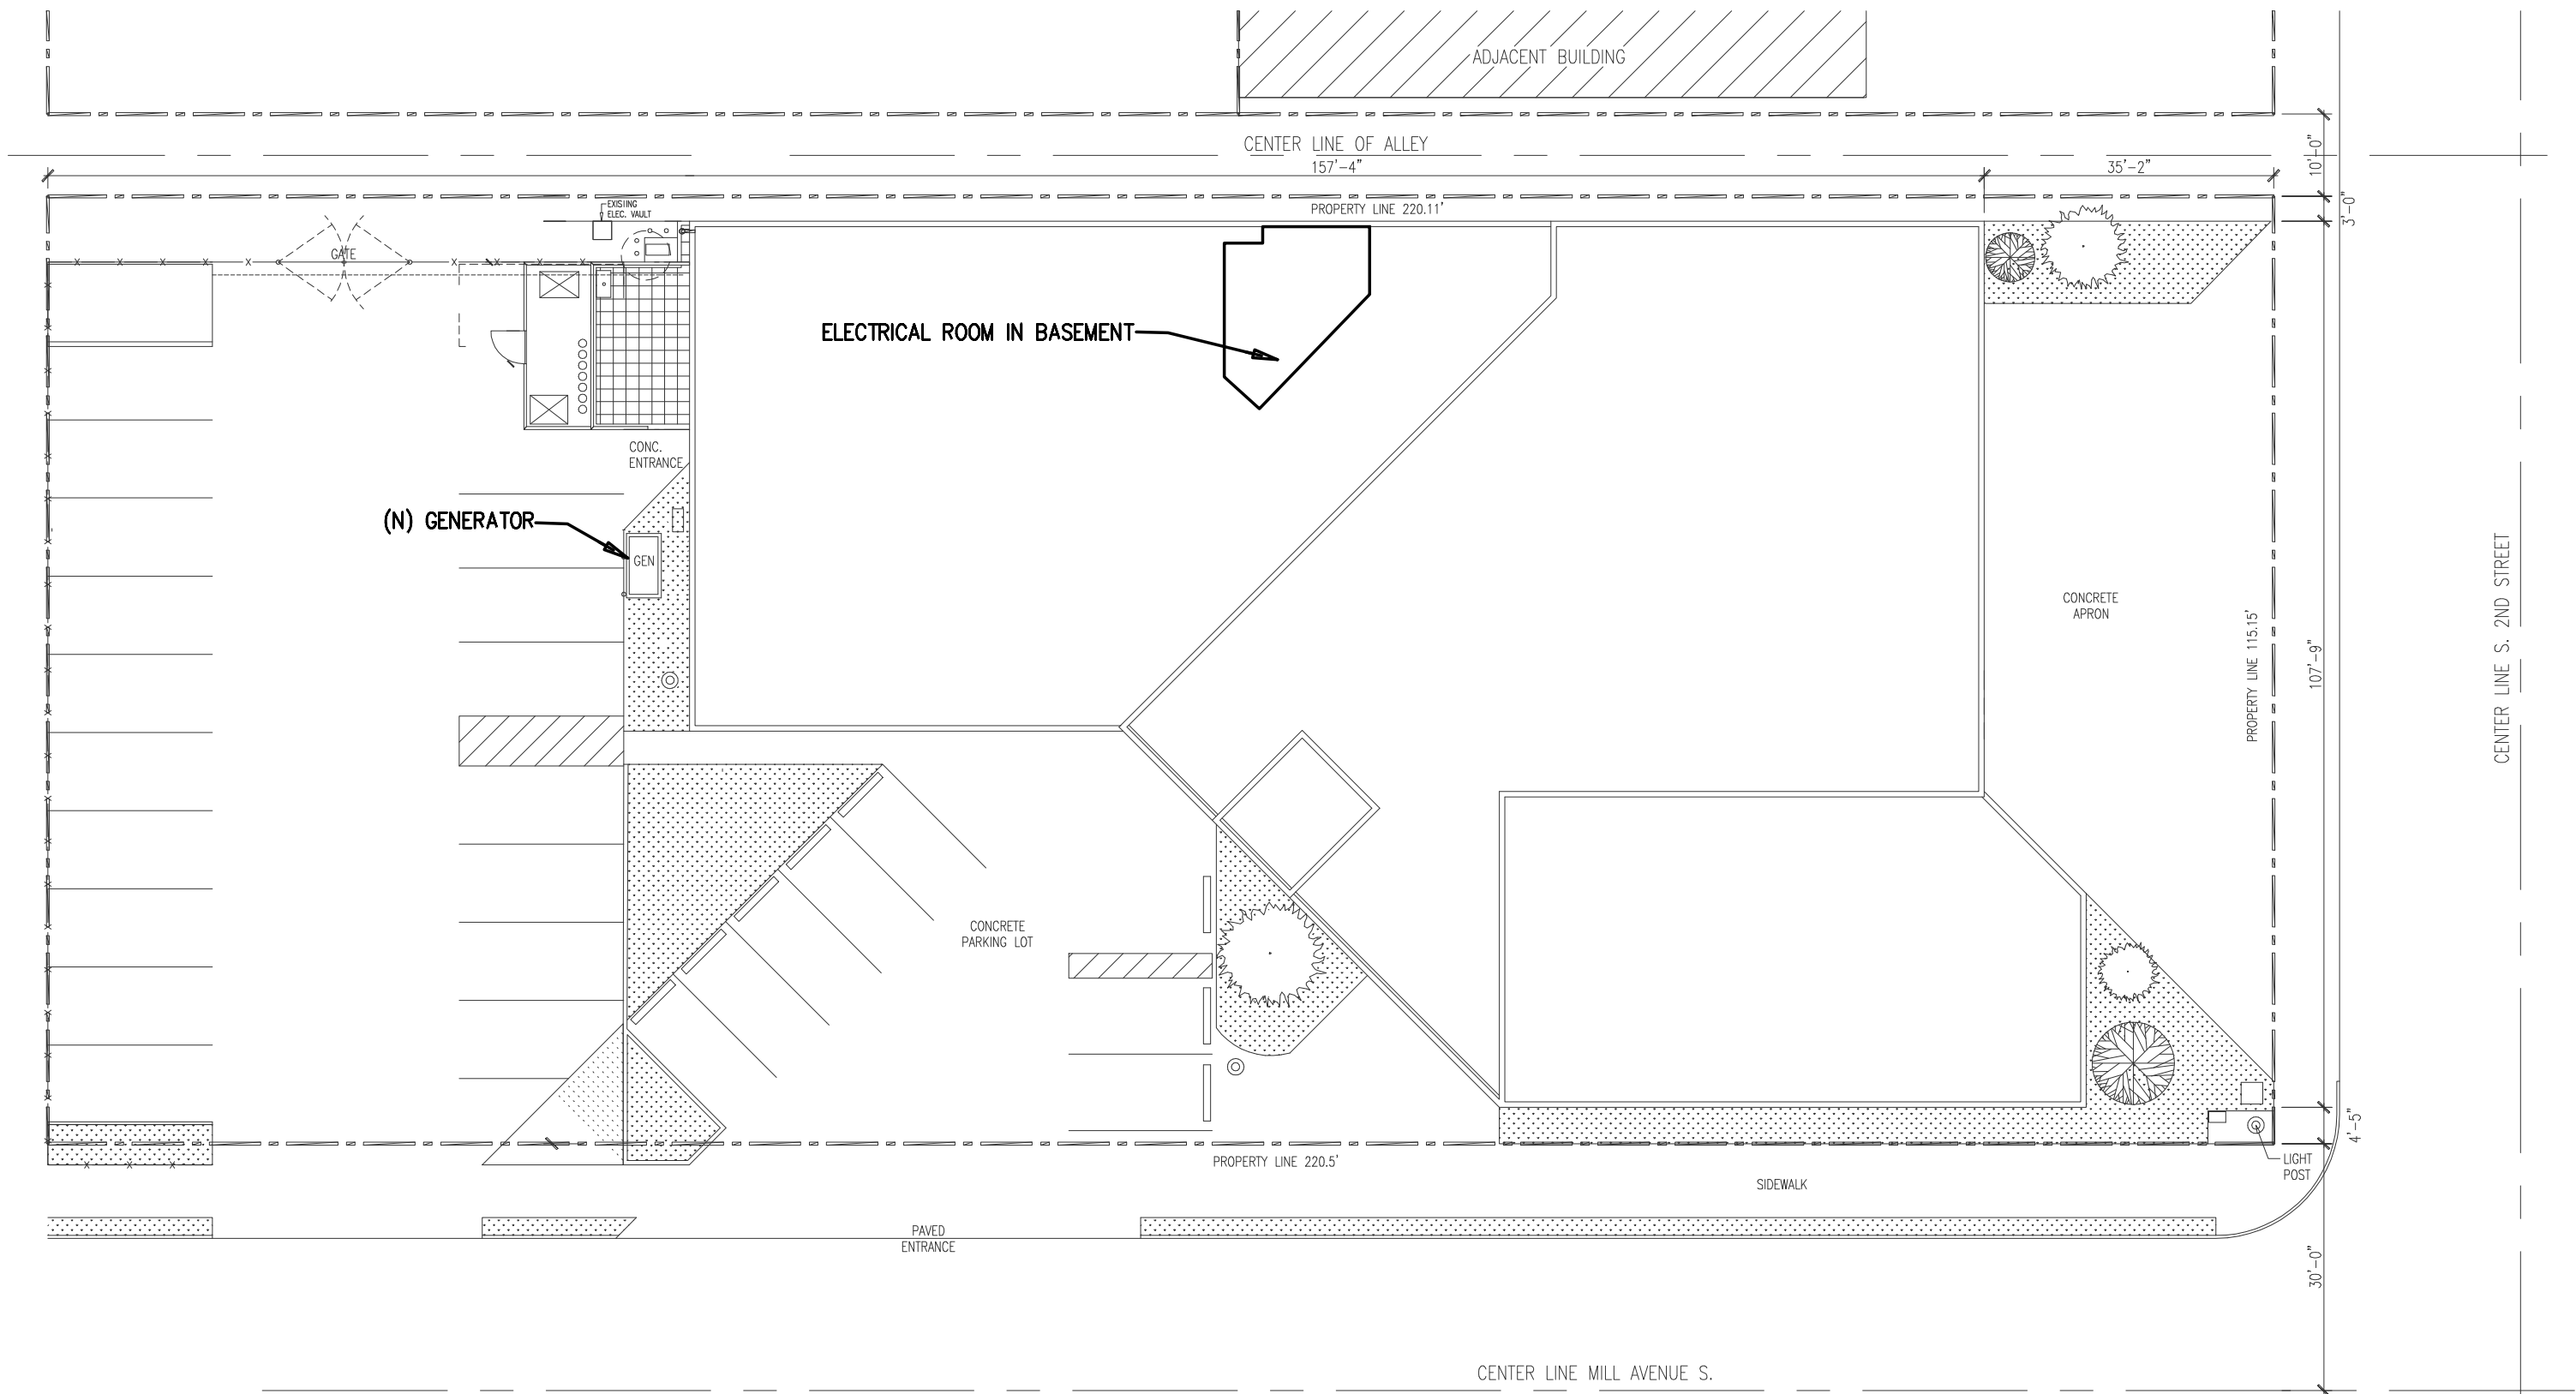 ADJACENT BUILDING
CENTER LINE OF ALLEY
157'-4"
35'-2"
10'-0"
3'-0"
EXISIING
ELEC. VAULT
PROPERTY LINE 220.11'
GATE
ELECTRICAL ROOM IN BASEMENT
CONC.
ENTRANCE
(N) GENERATOR
GEN
CONCRETE
APRON
PROPERTY LINE 115.15'
107'-9"
CENTER LINE S. 2ND STREET
CONCRETE
PARKING LOT
4'-5"
PROPERTY LINE 220.5'
LIGHT
POST
SIDEWALK
PAVED
ENTRANCE
30'-0"
CENTER LINE MILL AVENUE S.